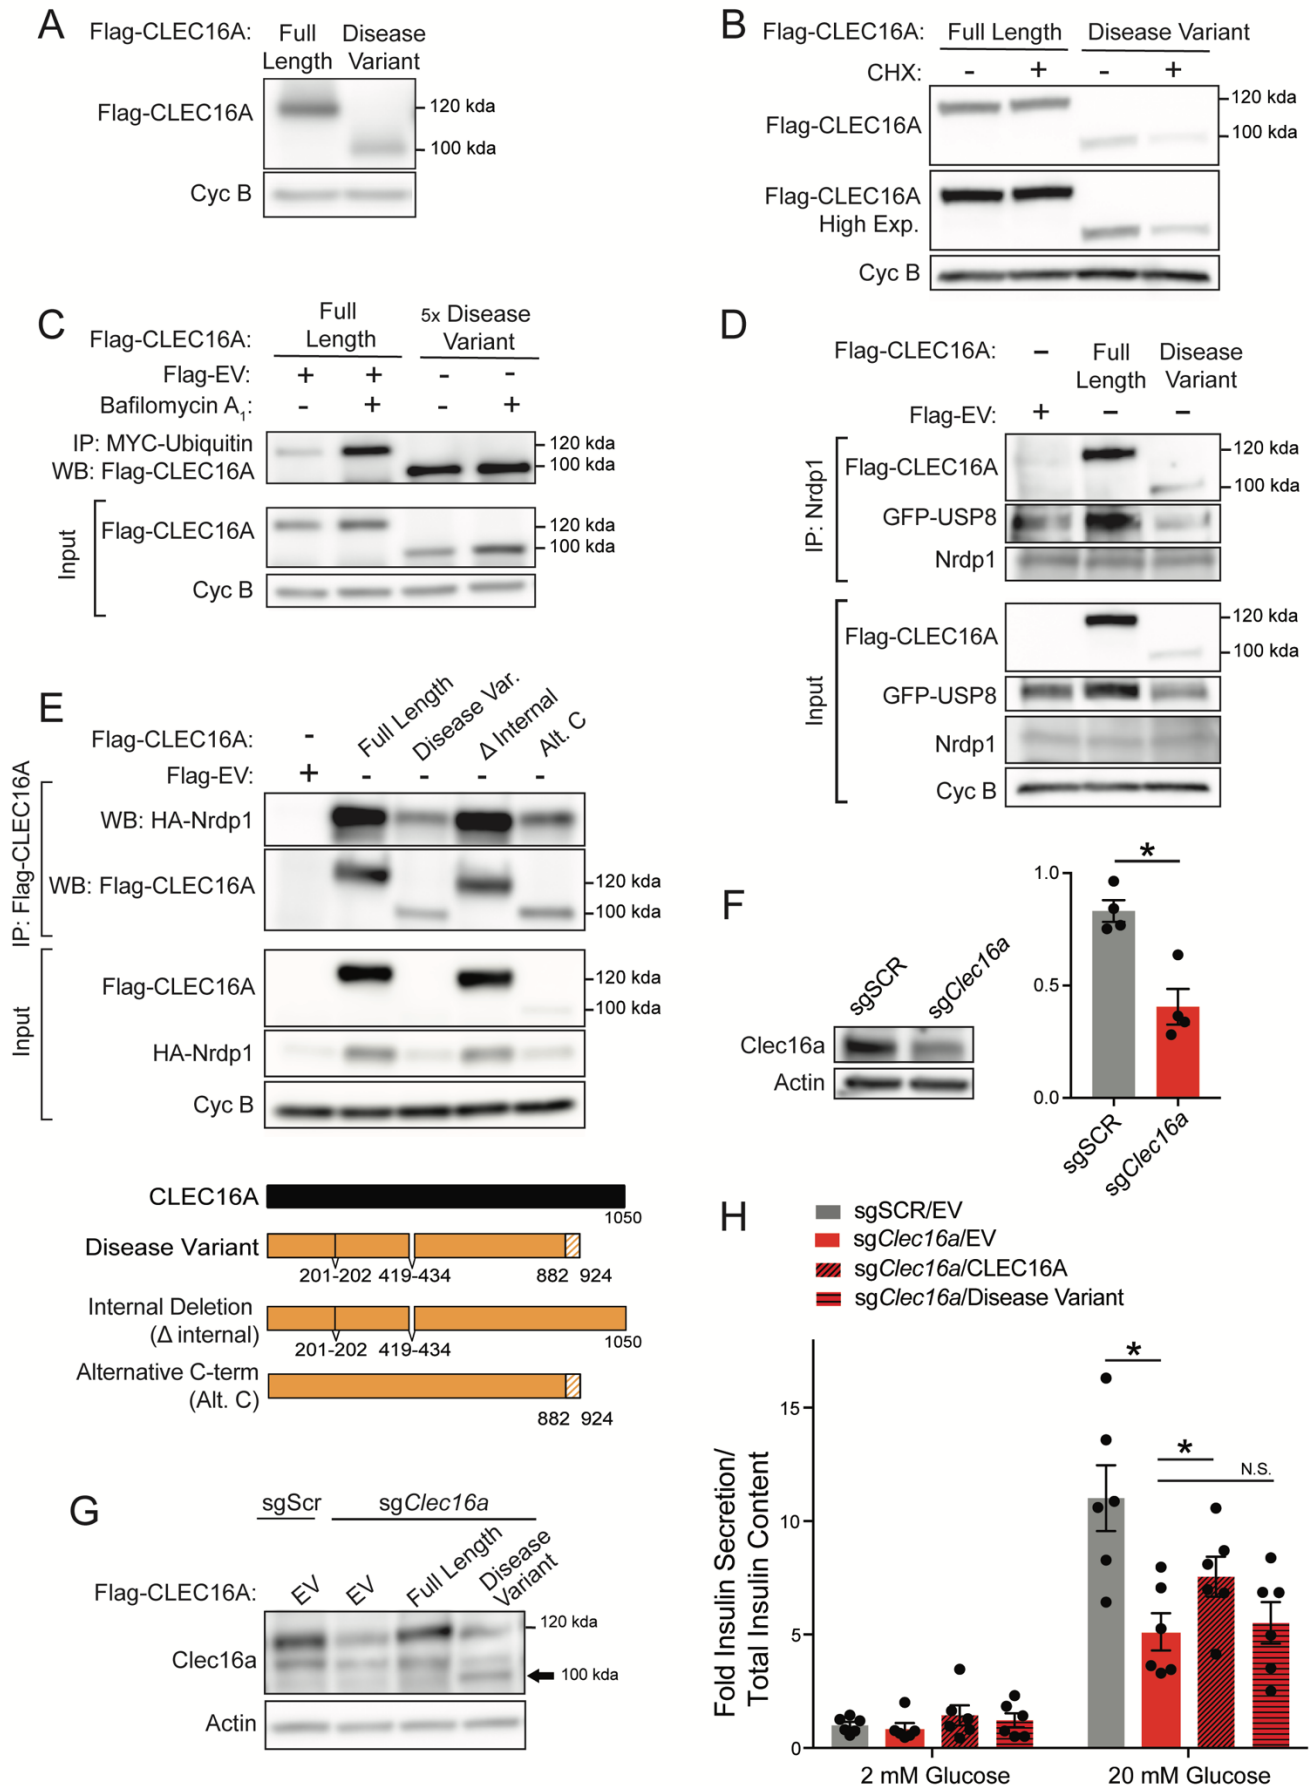 A
Flag-CLEC16A:
Full Length
Disease Variant
Flag-CLEC16A
120 kda
100 kda
Cyc B
B
Flag-CLEC16A:
Full Length
Disease Variant
CHX:
- + - +
Flag-CLEC16A
120 kda
100 kda
Flag-CLEC16A
High Exp.
Cyc B
C
Flag-CLEC16A:
Full Length
5x Disease Variant
Flag-EV:
+ + - -
Bafilomycin A1:
- + - +
IP: MYC-Ubiquitin
WB: Flag-CLEC16A
120 kda
100 kda
Input
Flag-CLEC16A
120 kda
100 kda
Cyc B
D
Flag-CLEC16A:
–
Full Length
Disease Variant
Flag-EV:
+ – –
IP: Nrdp1
Flag-CLEC16A
120 kda
100 kda
GFP-USP8
Nrdp1
Input
Flag-CLEC16A
120 kda
100 kda
GFP-USP8
Nrdp1
Cyc B
E
Flag-CLEC16A:
-
Full Length
Disease Var.
Δ Internal
Alt. C
Flag-EV:
+ - - - -
IP: Flag-CLEC16A
WB: HA-Nrdp1
WB: Flag-CLEC16A
120 kda
100 kda
Input
Flag-CLEC16A
120 kda
100 kda
HA-Nrdp1
Cyc B
CLEC16A
1050
Disease Variant
201-202 419-434
882 924
Internal Deletion
(Δ internal)
201-202 419-434
1050
Alternative C-term
(Alt. C)
882 924
F
sgSCR
sgClec16a
Clec16a
Actin
*
1.0
0.5
0.0
sgSCR
sgClec16a
G
sgScr
sgClec16a
Flag-CLEC16A:
EV
EV
Full Length
Disease Variant
Clec16a
120 kda
100 kda
Actin
H
sgSCR/EV
sgClec16a/EV
sgClec16a/CLEC16A
sgClec16a/Disease Variant
Fold Insulin Secretion/
Total Insulin Content
15
10
5
0
*
*
N.S.
2 mM Glucose
20 mM Glucose